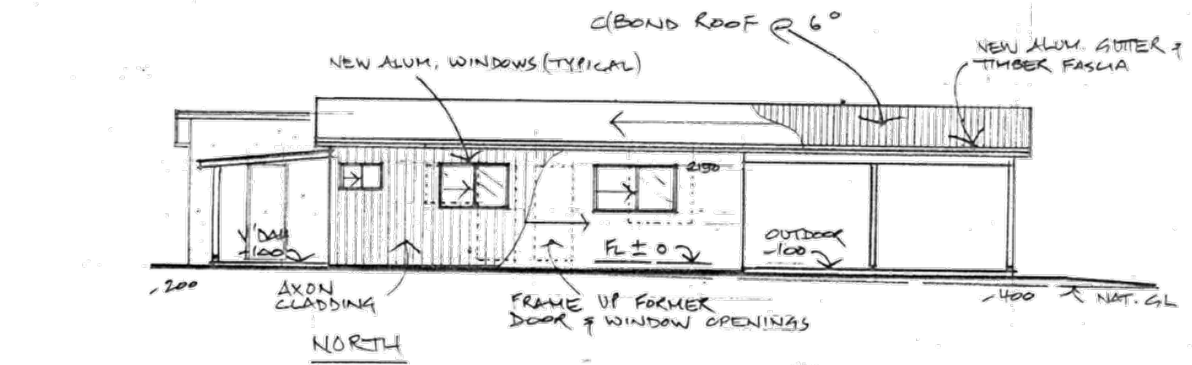 C/BOND ROOF @ 6°
NEW ALUM. GUTTER &
TIMBER FASCIA
NEW ALUM. WINDOWS (TYPICAL)
2150
V'DAH
-100
FL ± 0
OUTDOOR
-100
-200
AXON
CLADDING
FRAME UP FORMER
DOOR & WINDOW OPENINGS
-400
NAT. GL
NORTH